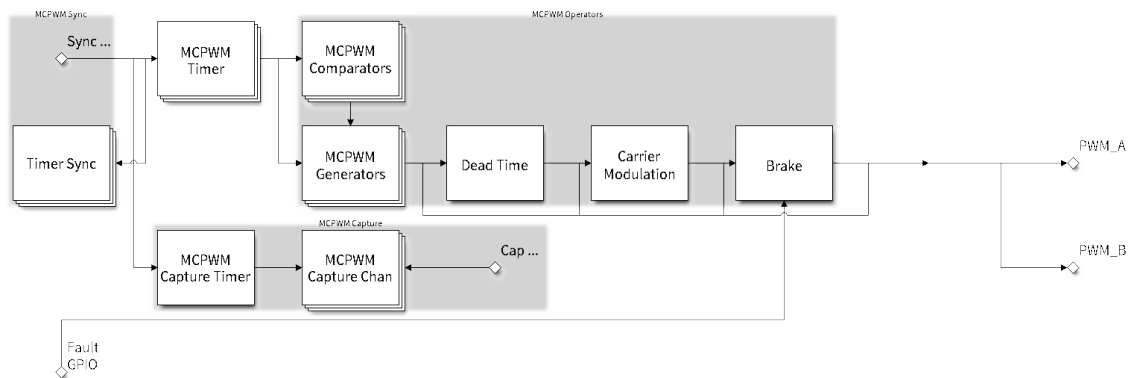 MCPWM Sync
MCPWM Operators
Sync ...
MCPWM
Timer
MCPWM
Comparators
Timer Sync
MCPWM
Generators
Dead Time
Carrier
Modulation
Brake
PWM_A
MCPWM Capture
MCPWM
Capture Timer
MCPWM
Capture Chan
Cap ...
PWM_B
Fault
GPIO